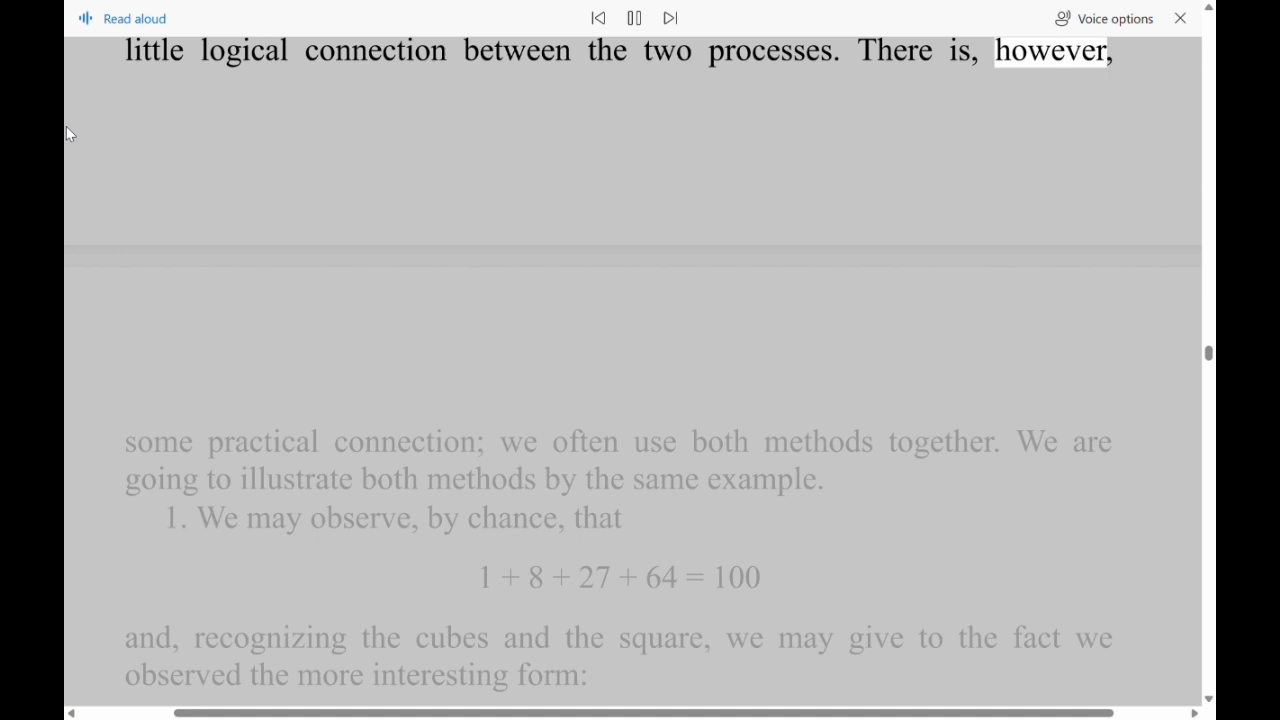 Read aloud
Voice options
little logical connection between the two processes. There is, however,
some practical connection; we often use both methods together. We are
going to illustrate both methods by the same example.
1. We may observe, by chance, that
1 + 8 + 27 + 64 = 100
and, recognizing the cubes and the square, we may give to the fact we
observed the more interesting form: